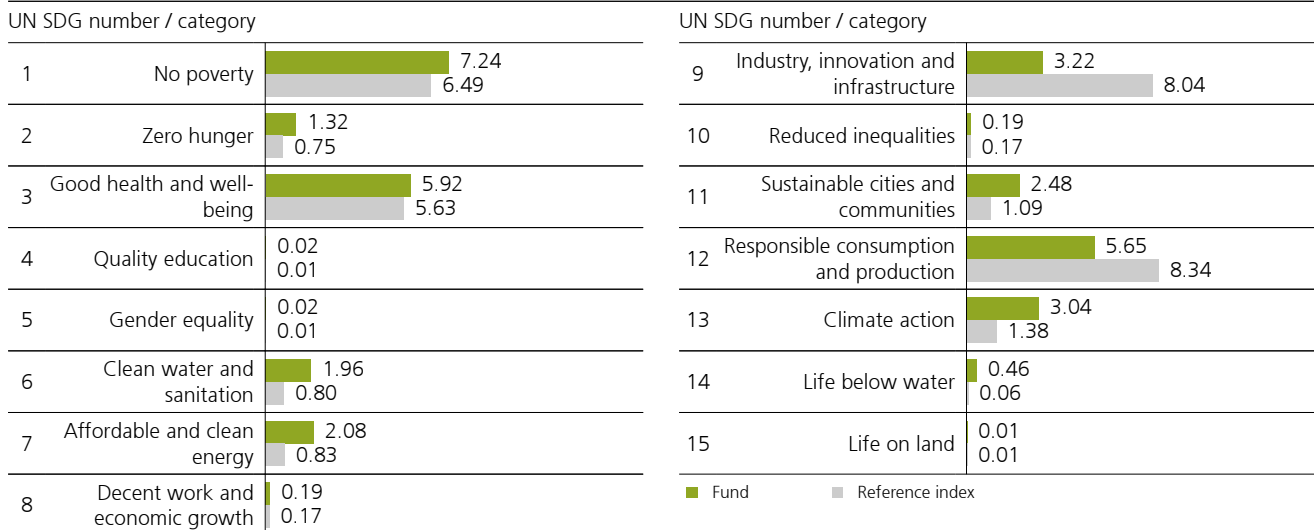 UN SDG number / category
1 No poverty 7.24
6.49
2 Zero hunger 1.32
0.75
3 Good health and well-
being 5.92
5.63
4 Quality education 0.02
0.01
5 Gender equality 0.02
0.01
6 Clean water and
sanitation 1.96
0.80
7 Affordable and clean
energy 2.08
0.83
8 Decent work and
economic growth 0.19
0.17
UN SDG number / category
9 Industry, innovation and
infrastructure 3.22
8.04
10 Reduced inequalities 0.19
0.17
11 Sustainable cities and
communities 2.48
1.09
12 Responsible consumption
and production 5.65
8.34
13 Climate action 3.04
1.38
14 Life below water 0.46
0.06
15 Life on land 0.01
0.01
Fund Reference index